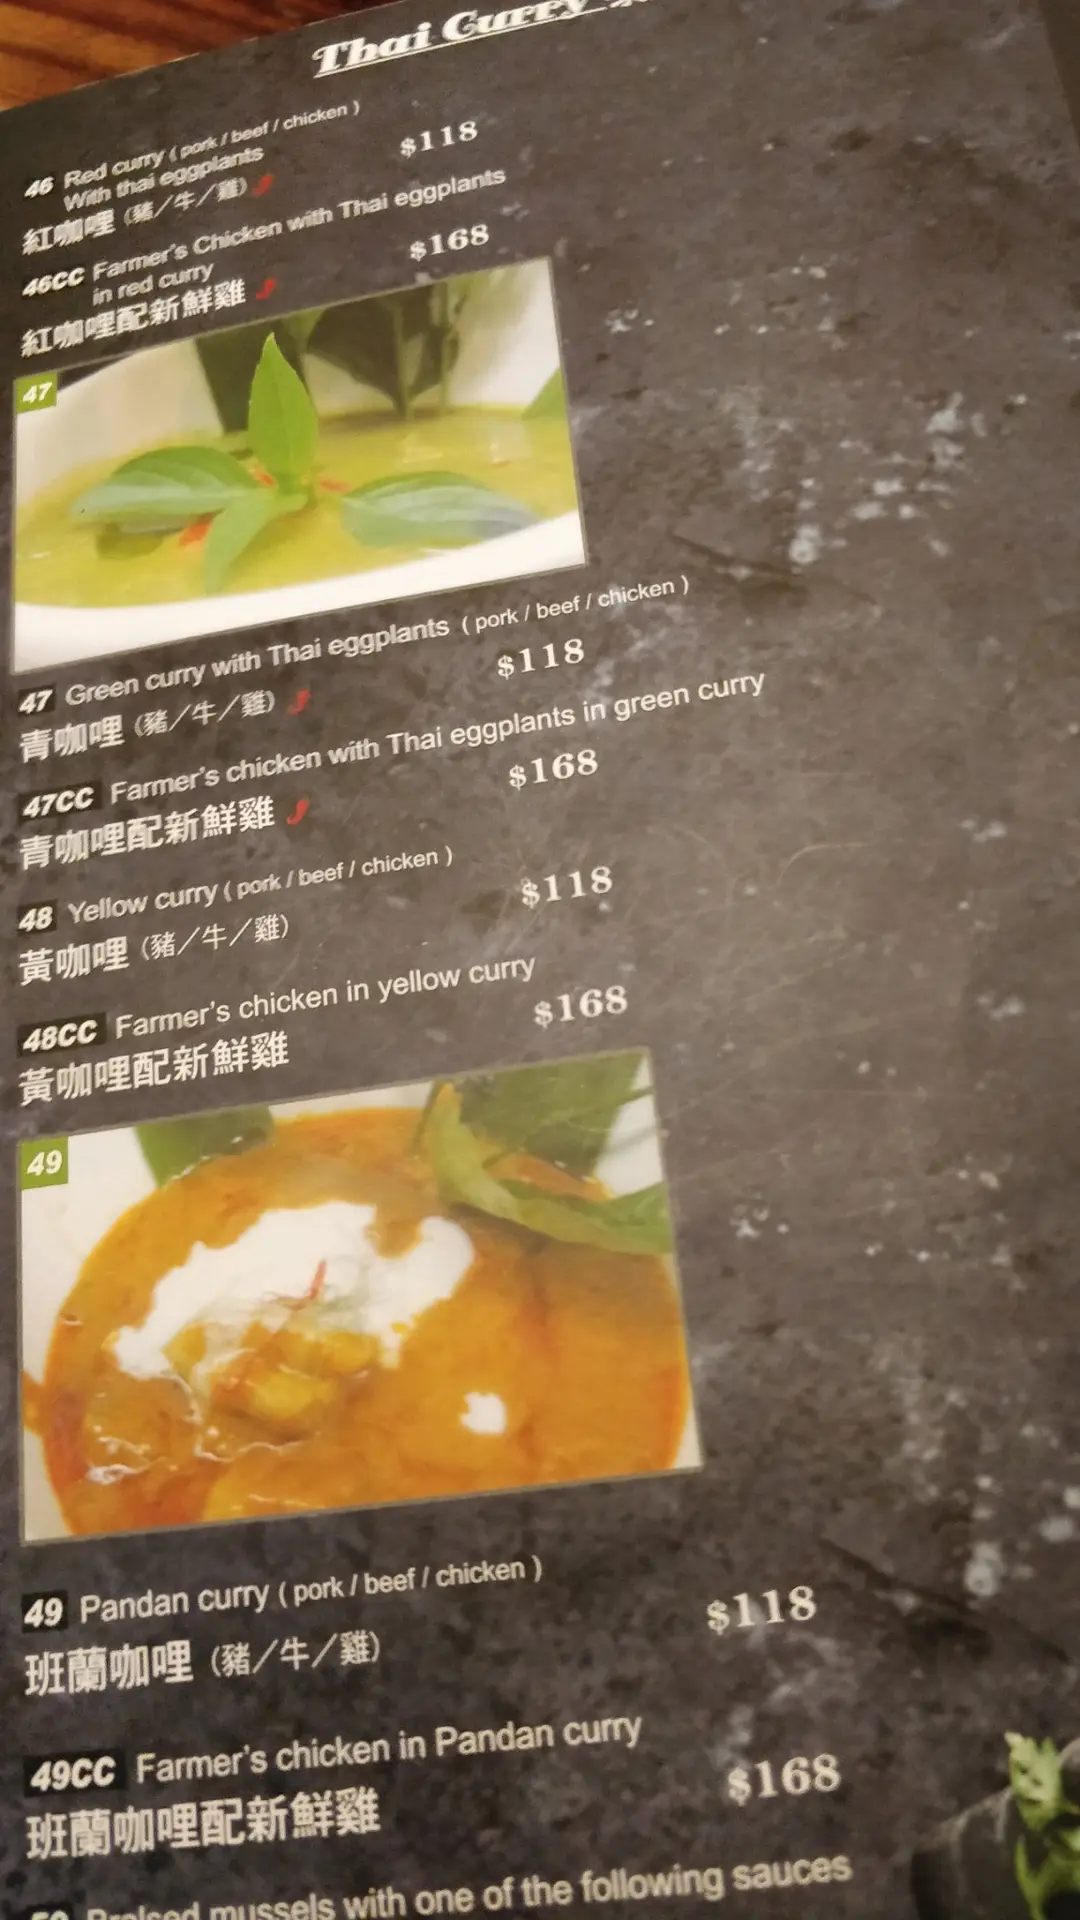 Thai Curry
46 Red curry ( pork / beef / chicken )
With thai eggplants
$118
紅咖哩（豬／牛／雞）
46CC Farmer's Chicken with Thai eggplants
in red curry
$168
紅咖哩配新鮮雞
47
47 Green curry with Thai eggplants ( pork / beef / chicken )
$118
青咖哩（豬／牛／雞）
47CC Farmer's chicken with Thai eggplants in green curry
$168
青咖哩配新鮮雞
48 Yellow curry ( pork / beef / chicken )
$118
黃咖哩（豬／牛／雞）
48CC Farmer's chicken in yellow curry
$168
黃咖哩配新鮮雞
49
49 Pandan curry ( pork / beef / chicken )
$118
班蘭咖哩（豬／牛／雞）
49CC Farmer's chicken in Pandan curry
$168
班蘭咖哩配新鮮雞
mussels with one of the following sauces